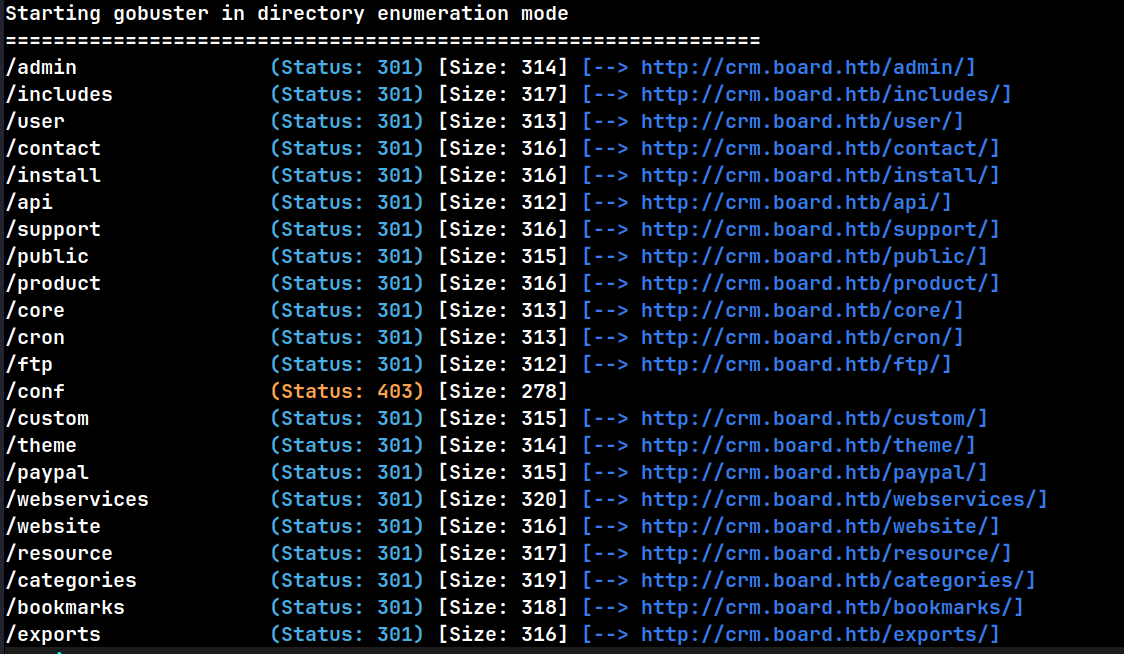 Starting gobuster in directory enumeration mode
===============================================================
/admin (Status: 301) [Size: 314] [--> http://crm.board.htb/admin/]
/includes (Status: 301) [Size: 317] [--> http://crm.board.htb/includes/]
/user (Status: 301) [Size: 313] [--> http://crm.board.htb/user/]
/contact (Status: 301) [Size: 316] [--> http://crm.board.htb/contact/]
/install (Status: 301) [Size: 316] [--> http://crm.board.htb/install/]
/api (Status: 301) [Size: 312] [--> http://crm.board.htb/api/]
/support (Status: 301) [Size: 316] [--> http://crm.board.htb/support/]
/public (Status: 301) [Size: 315] [--> http://crm.board.htb/public/]
/product (Status: 301) [Size: 316] [--> http://crm.board.htb/product/]
/core (Status: 301) [Size: 313] [--> http://crm.board.htb/core/]
/cron (Status: 301) [Size: 313] [--> http://crm.board.htb/cron/]
/ftp (Status: 301) [Size: 312] [--> http://crm.board.htb/ftp/]
/conf (Status: 403) [Size: 278]
/custom (Status: 301) [Size: 315] [--> http://crm.board.htb/custom/]
/theme (Status: 301) [Size: 314] [--> http://crm.board.htb/theme/]
/paypal (Status: 301) [Size: 315] [--> http://crm.board.htb/paypal/]
/webservices (Status: 301) [Size: 320] [--> http://crm.board.htb/webservices/]
/website (Status: 301) [Size: 316] [--> http://crm.board.htb/website/]
/resource (Status: 301) [Size: 317] [--> http://crm.board.htb/resource/]
/categories (Status: 301) [Size: 319] [--> http://crm.board.htb/categories/]
/bookmarks (Status: 301) [Size: 318] [--> http://crm.board.htb/bookmarks/]
/exports (Status: 301) [Size: 316] [--> http://crm.board.htb/exports/]